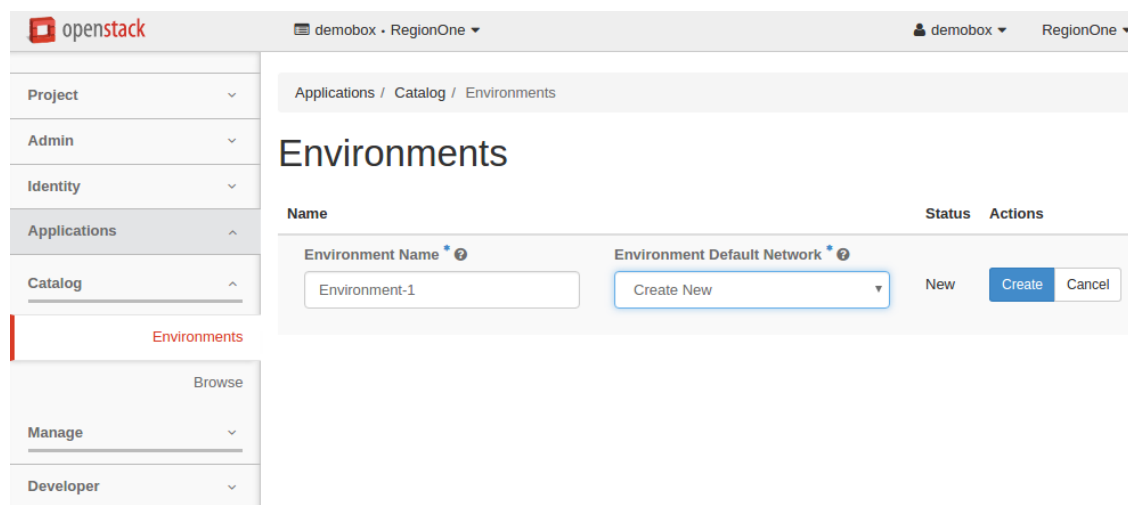 openstack
demobox • RegionOne
demobox
RegionOne
Project
Admin
Identity
Applications
Catalog
Environments
Browse
Manage
Developer
Applications / Catalog / Environments
Environments
Name
Status
Actions
Environment Name *
Environment Default Network *
Environment-1
Create New
New
Create
Cancel